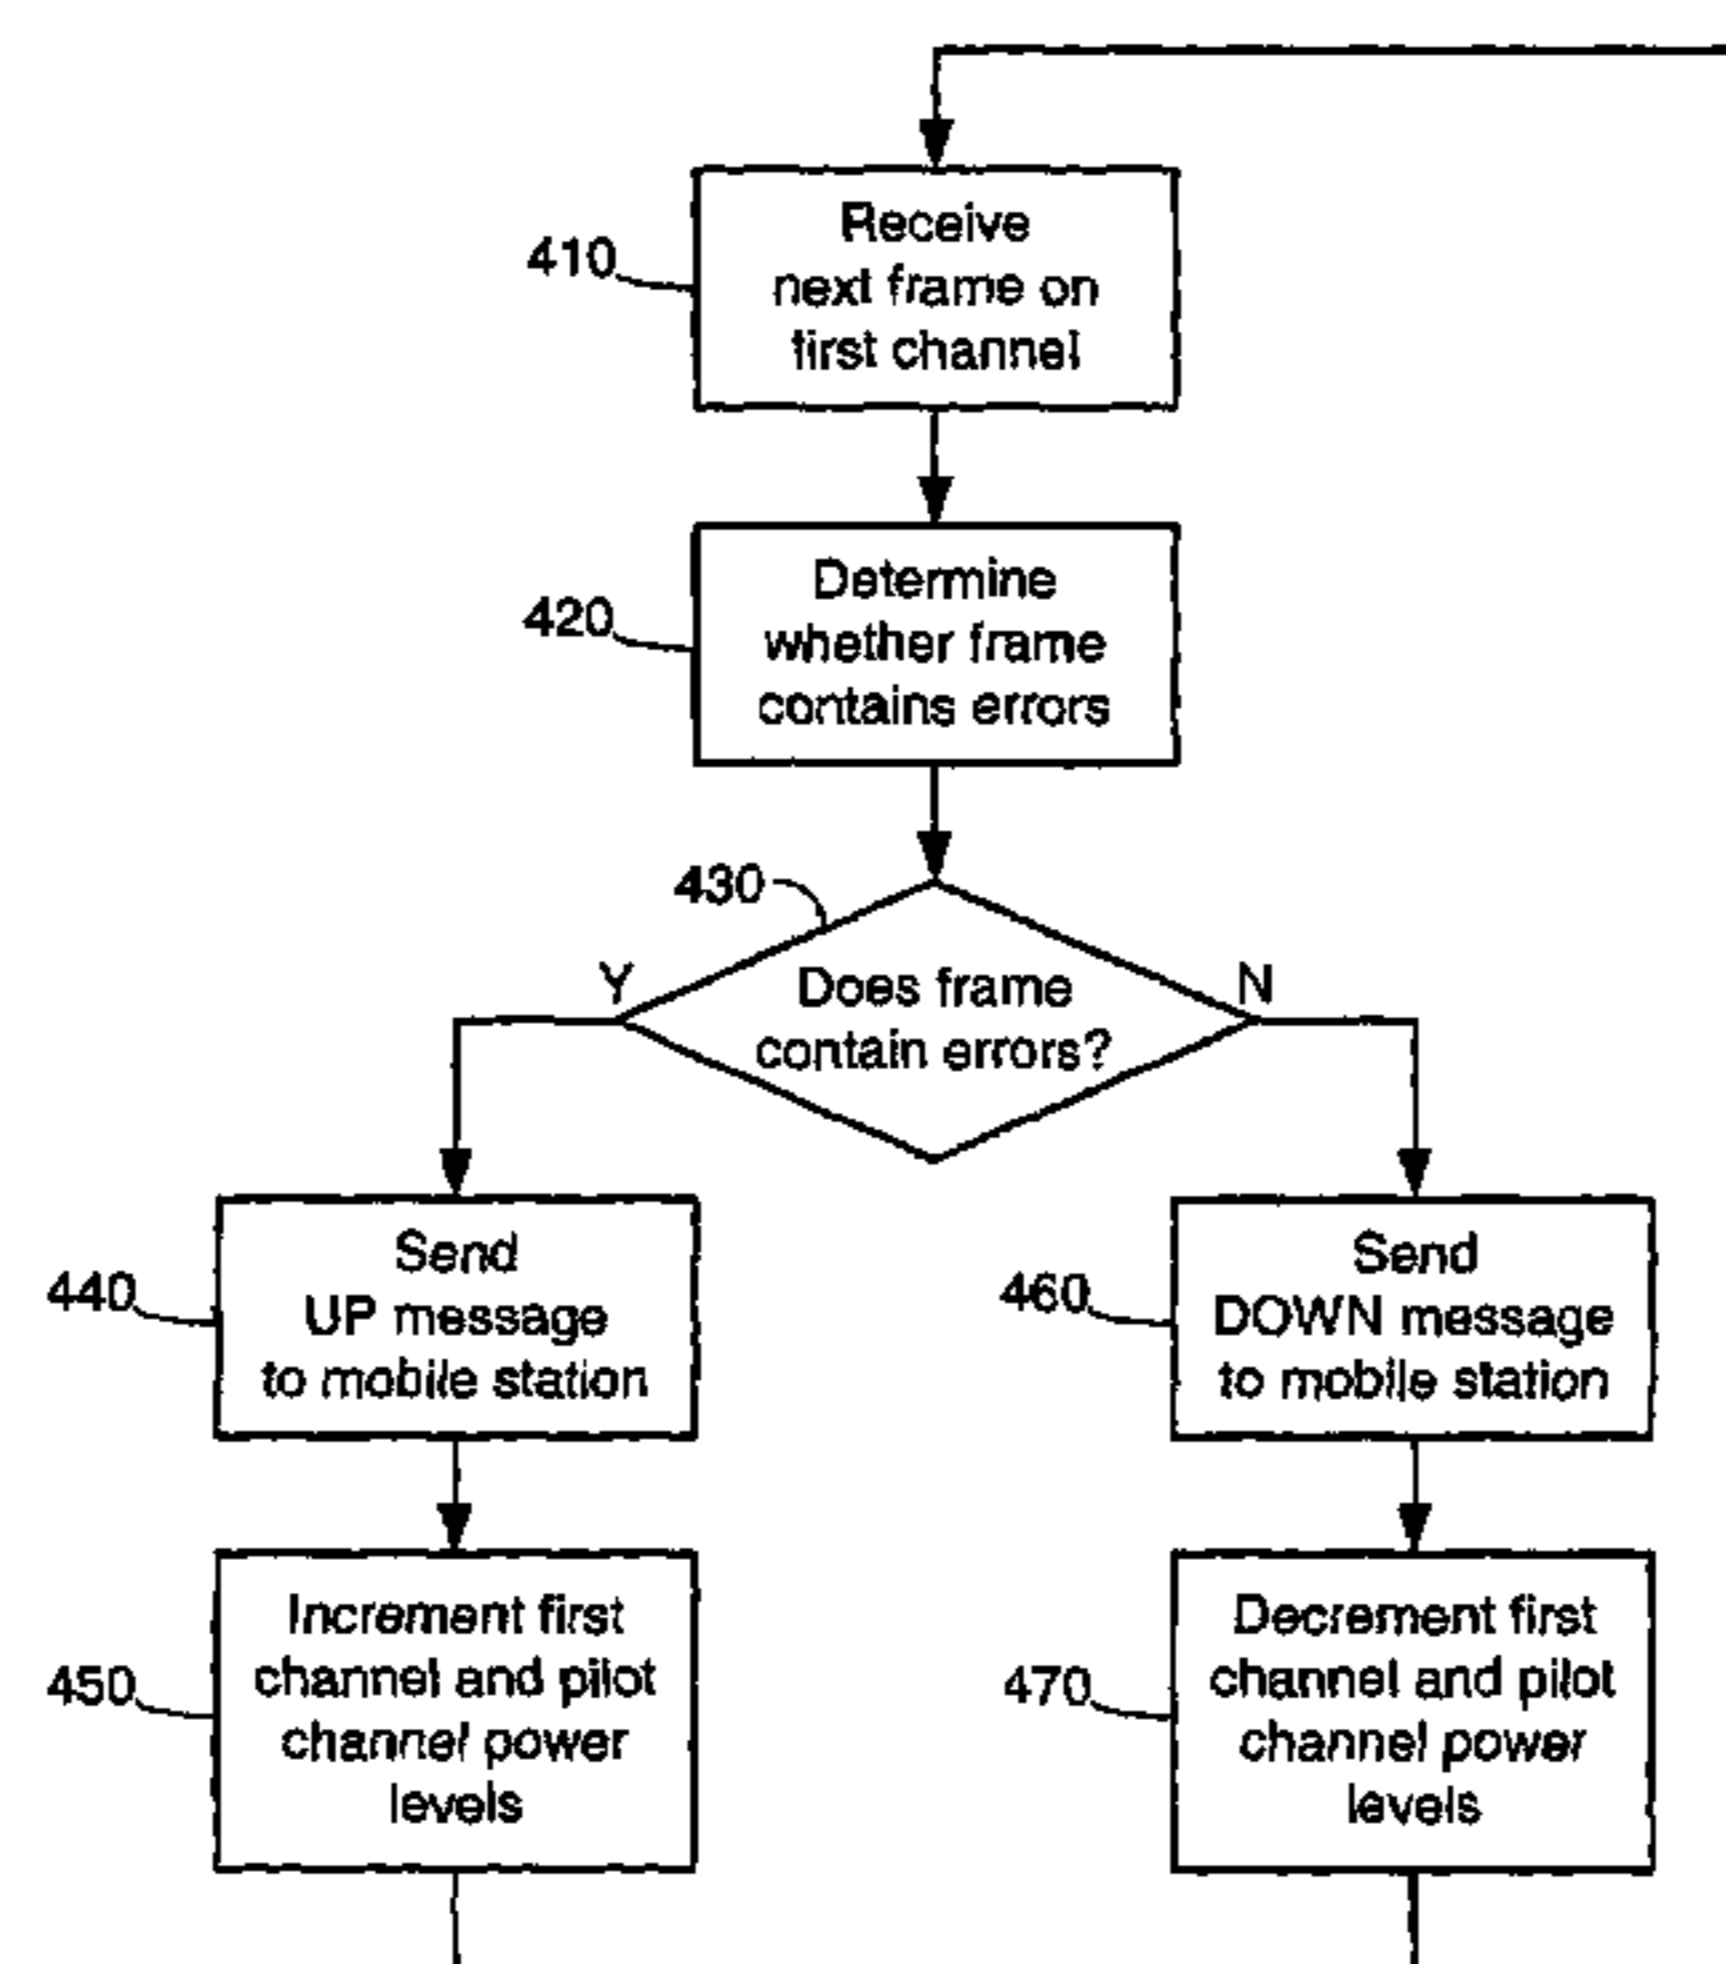 Receive
410
next frame on
first channel
Determine
420
whether frame
contains errors
430
Y
N
Does frame
contain errors?
Send
440
UP message
to mobile station
Send
460
DOWN message
to mobile station
Increment first
450
channel and pilot
channel power
levels
Decrement first
470
channel and pilot
channel power
levels